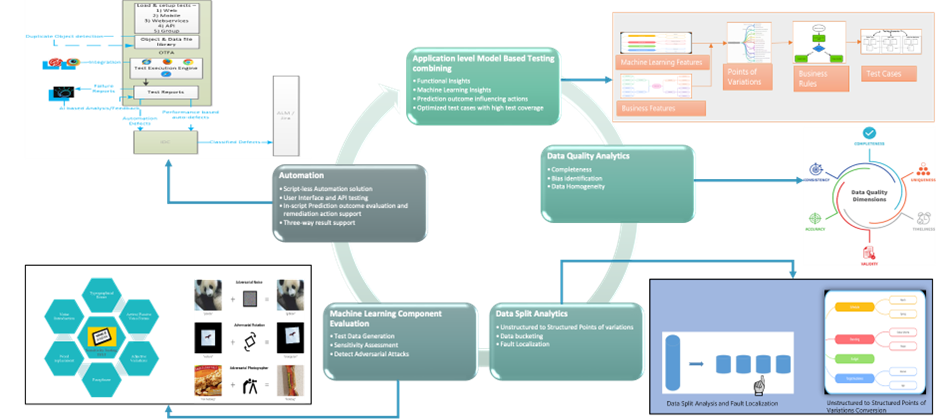 Load & setup tests –
1) Web
2) Mobile
3) Webservices
4) API
5) Group
Duplicate Object detection
Object & Data file
library
OTFA
Integration
Test Execution Engine
Failure
Reports
Test Reports
AI based Analysis/Feedback
Automation
Defects
Performance based
auto defects
Classified Defects
ALM /
Jira
Application level Model Based Testing
combining
• Functional Insights
• Machine Learning Insights
• Prediction outcome influencing actions
• Optimized test cases with high test coverage
Machine Learning Features
Business Features
Points of
Variations
Business
Rules
Test Cases
Data Quality Analytics
• Completeness
• Bias identification
• Data Homogeneity
COMPLETENESS
CONSISTENCY
UNIQUENESS
Data Quality
Dimensions
ACCURACY
TIMELINESS
VALIDITY
Automation
• Script-less Automation solution
• User Interface and API testing
• In-script Prediction outcome evaluation and
remediation action support
• Three-way result support
Machine Learning Component
Evaluation
• Test Data Generation
• Sensitivity Assessment
• Detect Adversarial Attacks
Data Split Analytics
• Unstructured to Structured Points of variations
• Data bucketing
• Fault Localization
Adversarial Noise
Adversarial Rotation
Adversarial Photographer
Data Split Analysis and Fault Localization
Unstructured to Structured Points of
Variations Conversion